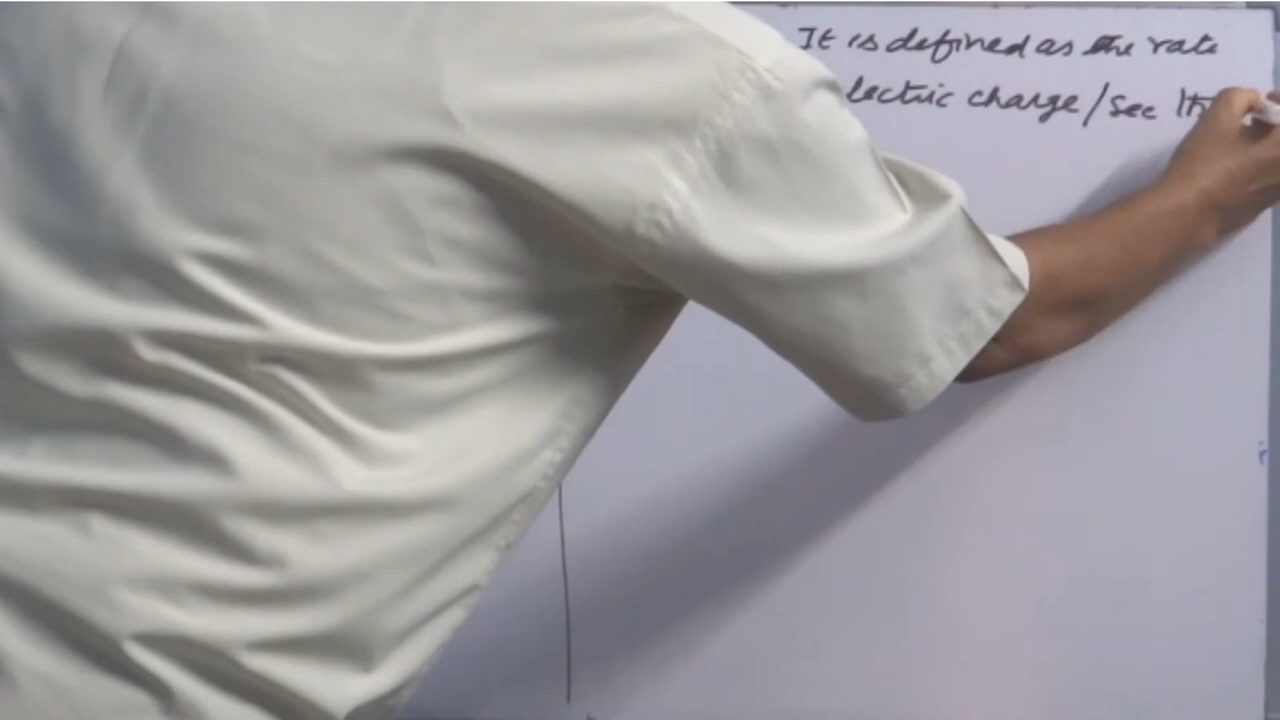 It is defined as the rate
lectric charge/sec